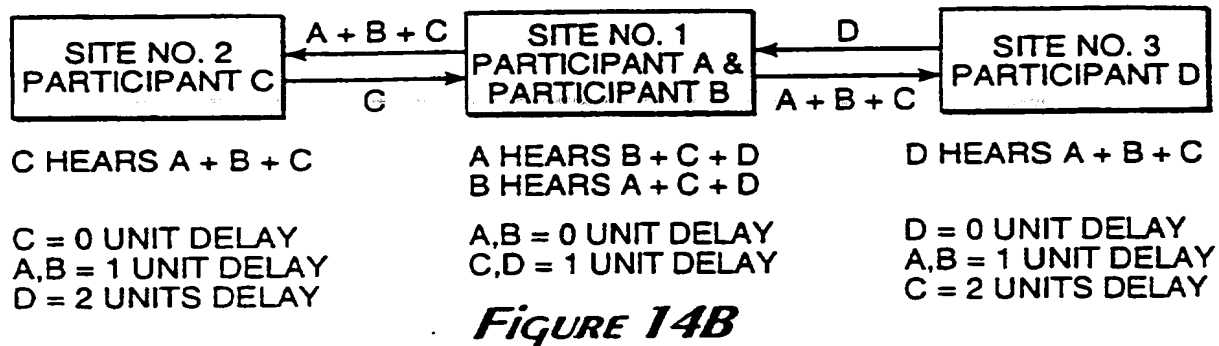 SITE NO. 2
PARTICIPANT C
A + B + C
C
SITE NO. 1
PARTICIPANT A &
PARTICIPANT B
D
A + B + C
SITE NO. 3
PARTICIPANT D
C HEARS A + B + C
C = 0 UNIT DELAY
A,B = 1 UNIT DELAY
D = 2 UNITS DELAY
A HEARS B + C + D
B HEARS A + C + D
A,B = 0 UNIT DELAY
C,D = 1 UNIT DELAY
D HEARS A + B + C
D = 0 UNIT DELAY
A,B = 1 UNIT DELAY
C = 2 UNITS DELAY
FIGURE 14B